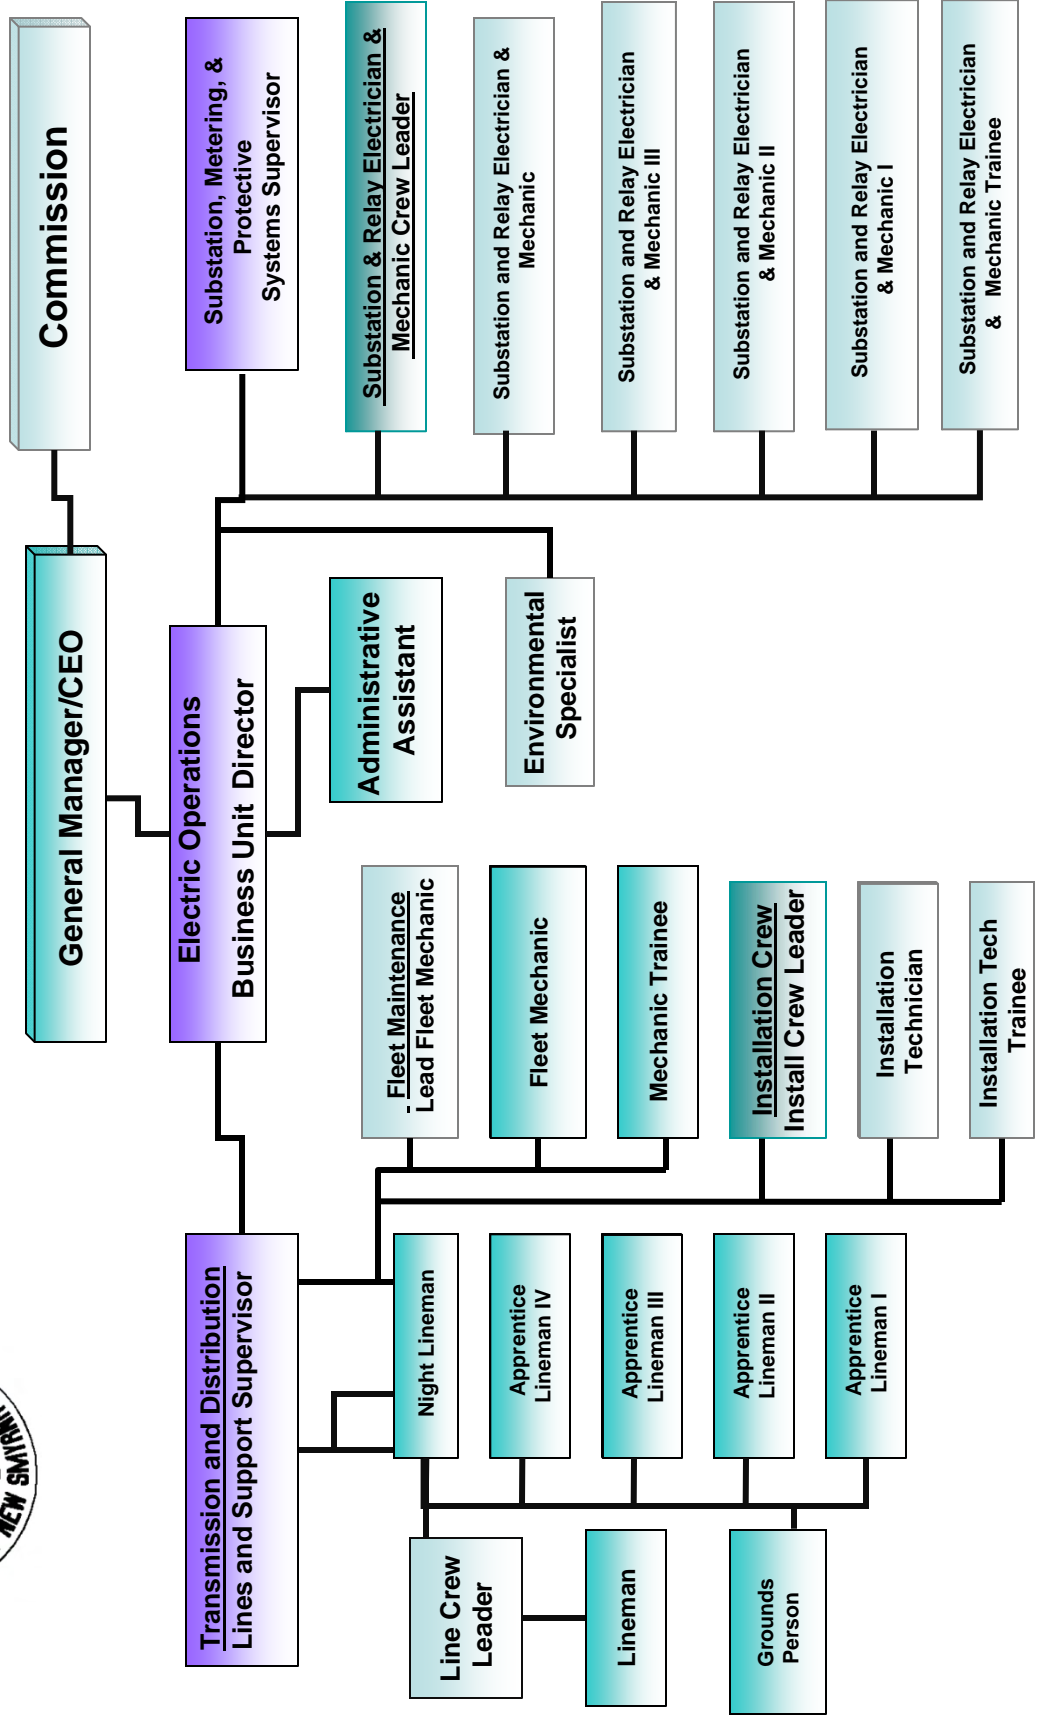 NEW SMYRN
Commission
General Manager/CEO
Electric Operations
Business Unit Director
Transmission and Distribution
Lines and Support Supervisor
Substation, Metering, &
Protective
Systems Supervisor
Administrative
Assistant
Environmental
Specialist
Line Crew
Leader
Lineman
Grounds
Person
Night Lineman
Apprentice
Lineman IV
Apprentice
Lineman III
Apprentice
Lineman II
Apprentice
Lineman I
Fleet Maintenance
Lead Fleet Mechanic
Fleet Mechanic
Mechanic Trainee
Installation Crew
Install Crew Leader
Installation
Technician
Installation Tech
Trainee
Substation & Relay Electrician &
Mechanic Crew Leader
Substation and Relay Electrician &
Mechanic
Substation and Relay Electrician
& Mechanic III
Substation and Relay Electrician
& Mechanic II
Substation and Relay Electrician
& Mechanic I
Substation and Relay Electrician
& Mechanic Trainee